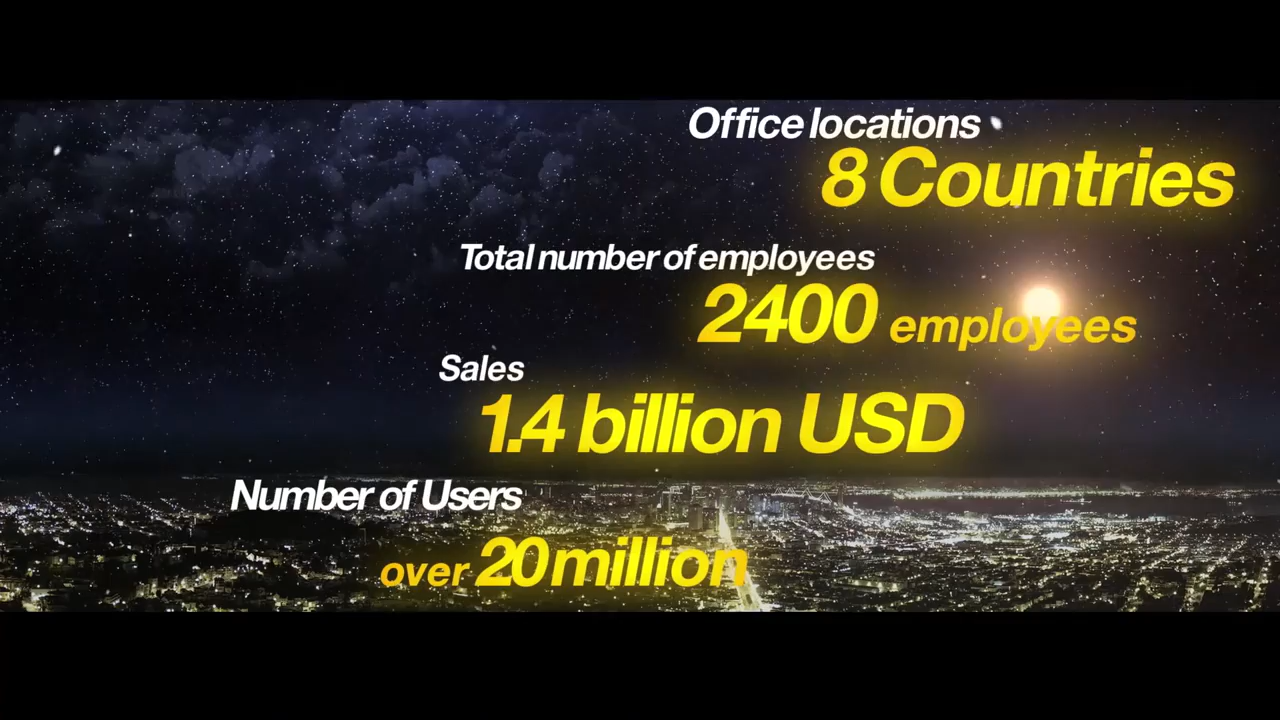 Office locations
8 Countries
Total number of employees
2400 employees
Sales
1.4 billion USD
Number of Users
over 20 million